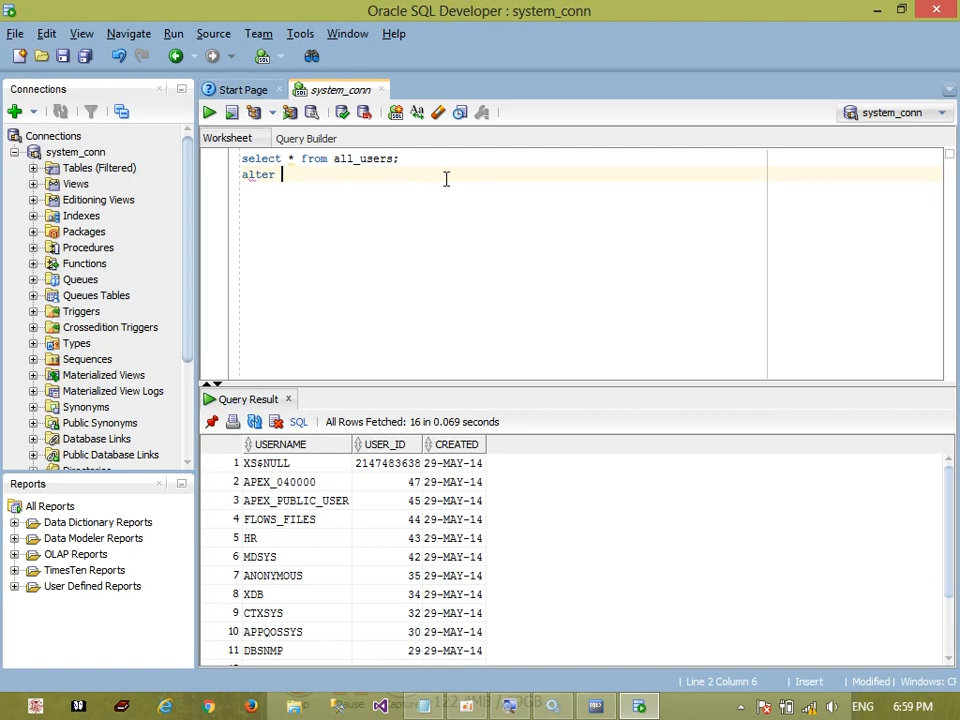 Oracle SQL Developer : system_conn
File Edit View Navigate Run Source Team Tools Window Help
Connections
Start Page
system_conn
system_conn
Worksheet
Query Builder
Connections
system_conn
Tables (Filtered)
Views
Editioning Views
Indexes
Packages
Procedures
Functions
Queues
Queues Tables
Triggers
Crossedition Triggers
Types
Sequences
Materialized Views
Materialized View Logs
Synonyms
Public Synonyms
Database Links
Public Database Links
select * from all_users;
alter
Query Result
SQL All Rows Fetched: 16 in 0.069 seconds
USERNAME USER_ID CREATED
1 XS$NULL 2147483638 29-MAY-14
2 APEX_040000 47 29-MAY-14
3 APEX_PUBLIC_USER 45 29-MAY-14
4 FLOWS_FILES 44 29-MAY-14
5 HR 43 29-MAY-14
6 MDSYS 42 29-MAY-14
7 ANONYMOUS 35 29-MAY-14
8 XDB 34 29-MAY-14
9 CTXSYS 32 29-MAY-14
10 APPQOSSYS 30 29-MAY-14
11 DBSNMP 29 29-MAY-14
Reports
All Reports
Data Dictionary Reports
Data Modeler Reports
OLAP Reports
TimesTen Reports
User Defined Reports
Line 2 Column 6 Insert Modified Windows: C
ENG 6:59 PM